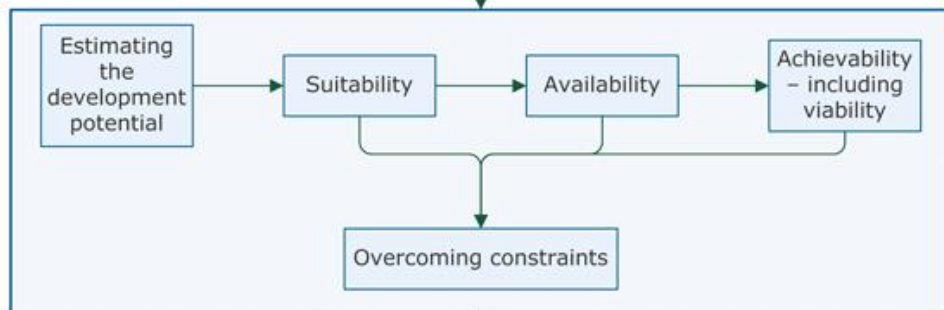 Estimating
the
development
potential
Suitability
Availability
Achievability
– including
viability
Overcoming constraints